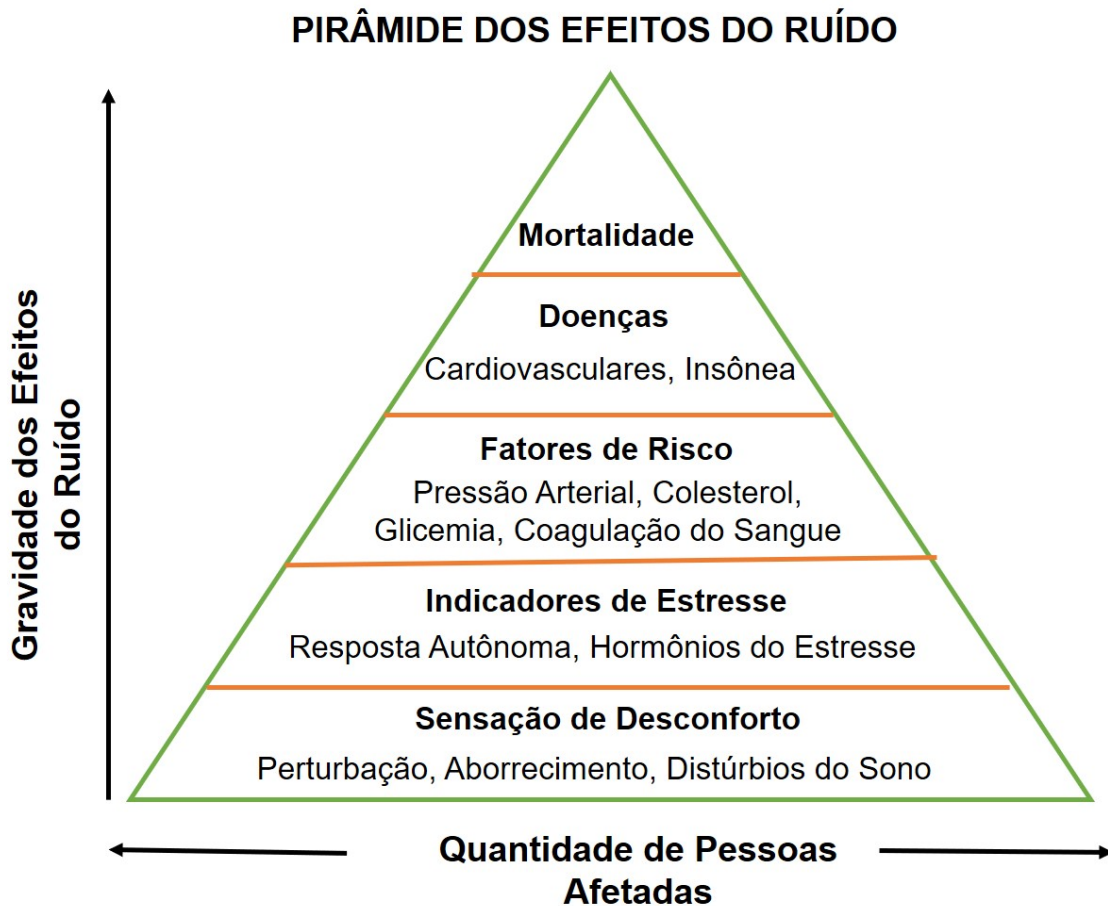 PIRÂMIDE DOS EFEITOS DO RUÍDO
Gravidade dos Efeitos
do Ruído
Mortalidade
Doenças
Cardiovasculares, Insônea
Fatores de Risco
Pressão Arterial, Colesterol,
Glicemia, Coagulação do Sangue
Indicadores de Estresse
Resposta Autônoma, Hormônios do Estresse
Sensação de Desconforto
Perturbação, Aborrecimento, Distúrbios do Sono
Quantidade de Pessoas
Afetadas